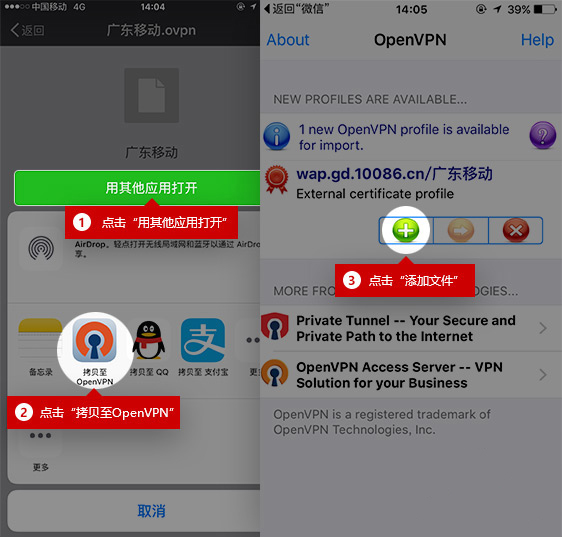 中国移动 4G
14:04
返回
广东移动.ovpn
广东移动
用其他应用打开
1 点击“用其他应用打开”
AirDrop。轻点打开无线局域网和蓝牙以通过 AirDro
享。
备忘录
拷贝至 OpenVPN
拷贝至 QQ
拷贝至 支付宝
更
2 点击“拷贝至OpenVPN”
更多
取消
返回“微信”
14:05
39%
About
OpenVPN
Help
NEW PROFILES ARE AVAILABLE...
1 new OpenVPN profile is available
for import.
wap.gd.10086.cn/广东移动
External certificate profile
3 点击“添加文件”
MORE FRO
OLOGIES...
Private Tunnel -- Your Secure and
Private Path to the Internet
OpenVPN Access Server -- VPN
Solution for your Business
OpenVPN is a registered trademark of
OpenVPN Technologies, Inc.